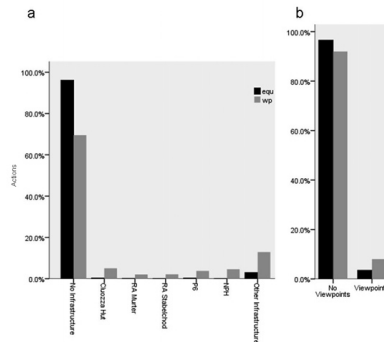 a
b
100.0%
80.0%
60.0%
40.0%
20.0%
0.0%
Actions
equ
wp
No Infrastructure
Cluozza Hut
RA Murter
RA Stabelchod
P6
NPH
Other Infrastructure
100.0%
80.0%
60.0%
40.0%
20.0%
0.0%
No
Viewpoints
Viewpoint